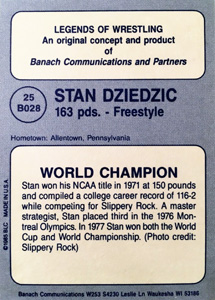 LEGENDS OF WRESTLING
An original concept and product
of
Banach Communications and Partners
25
B028
STAN DZIEDZIC
163 pds. - Freestyle
Hometown: Allentown, Pennsylvania
WORLD CHAMPION
Stan won his NCAA title in 1971 at 150 pounds
and compiled a college career record of 116-2
while competing for Slippery Rock. A master
strategist, Stan placed third in the 1976 Mont-
real Olympics. In 1977 Stan won both the World
Cup and World Championship. (Photo credit:
Slippery Rock)
©1985 BLC MADE IN U.S.A.
Banach Communications W253 S4230 Leslie Ln Waukesha WI 53186